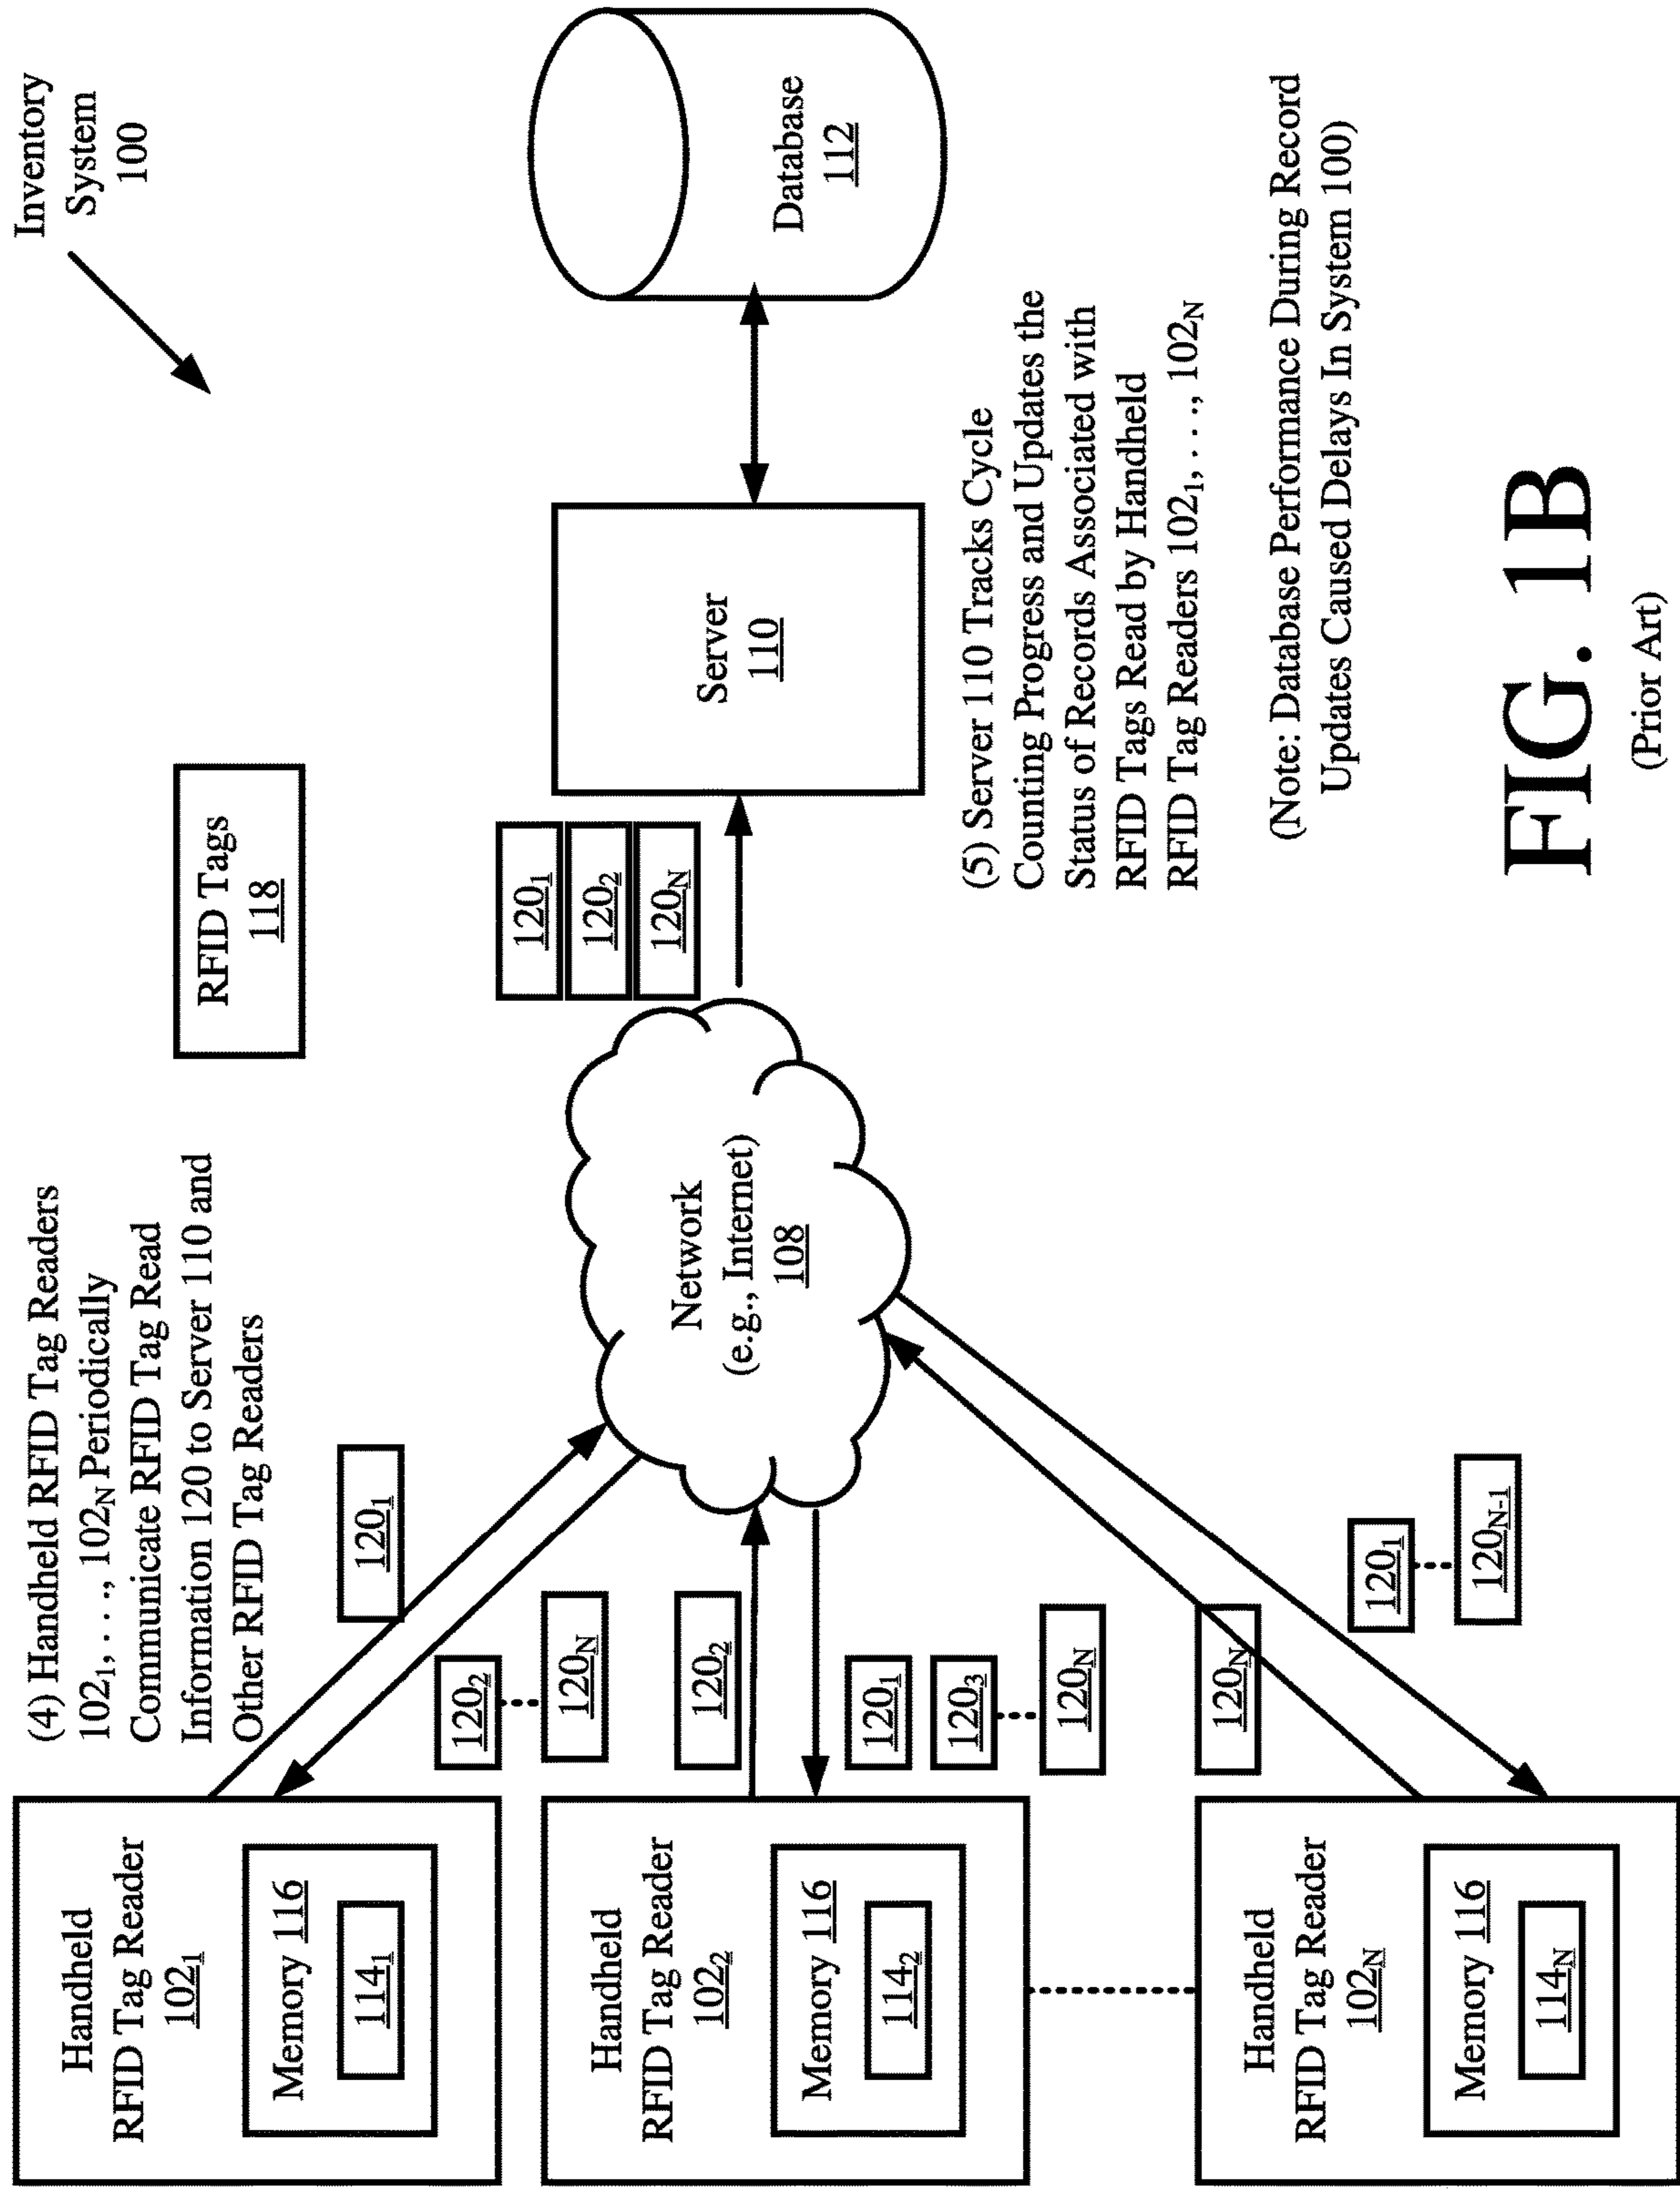 Inventory
System
100
(4) Handheld RFID Tag Readers
102₁, . . ., 102_N Periodically
Communicate RFID Tag Read
Information 120 to Server 110 and
Other RFID Tag Readers
RFID Tags
118
Handheld
RFID Tag Reader
102₁
Memory 116
114₁
120₁
120₂
120_N
Handheld
RFID Tag Reader
102₂
Memory 116
114₂
120₂
120₁
120₃
120_N
Handheld
RFID Tag Reader
102_N
Memory 116
114_N
120_N
120₁
120_N-1
Network
(e.g., Internet)
108
120₁
120₂
120_N
Server
110
Database
112
(5) Server 110 Tracks Cycle
Counting Progress and Updates the
Status of Records Associated with
RFID Tags Read by Handheld
RFID Tag Readers 102₁, . . ., 102_N
(Note: Database Performance During Record
Updates Caused Delays In System 100)
FIG. 1B
(Prior Art)